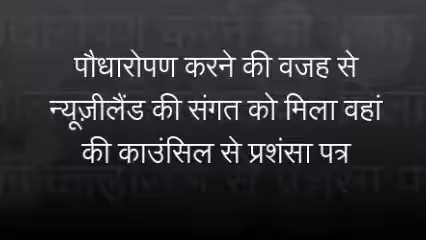 पौधारोपण करने की वजह से
न्यूज़ीलैंड की संगत को मिला वहां
की काउंसिल से प्रशंसा पत्र